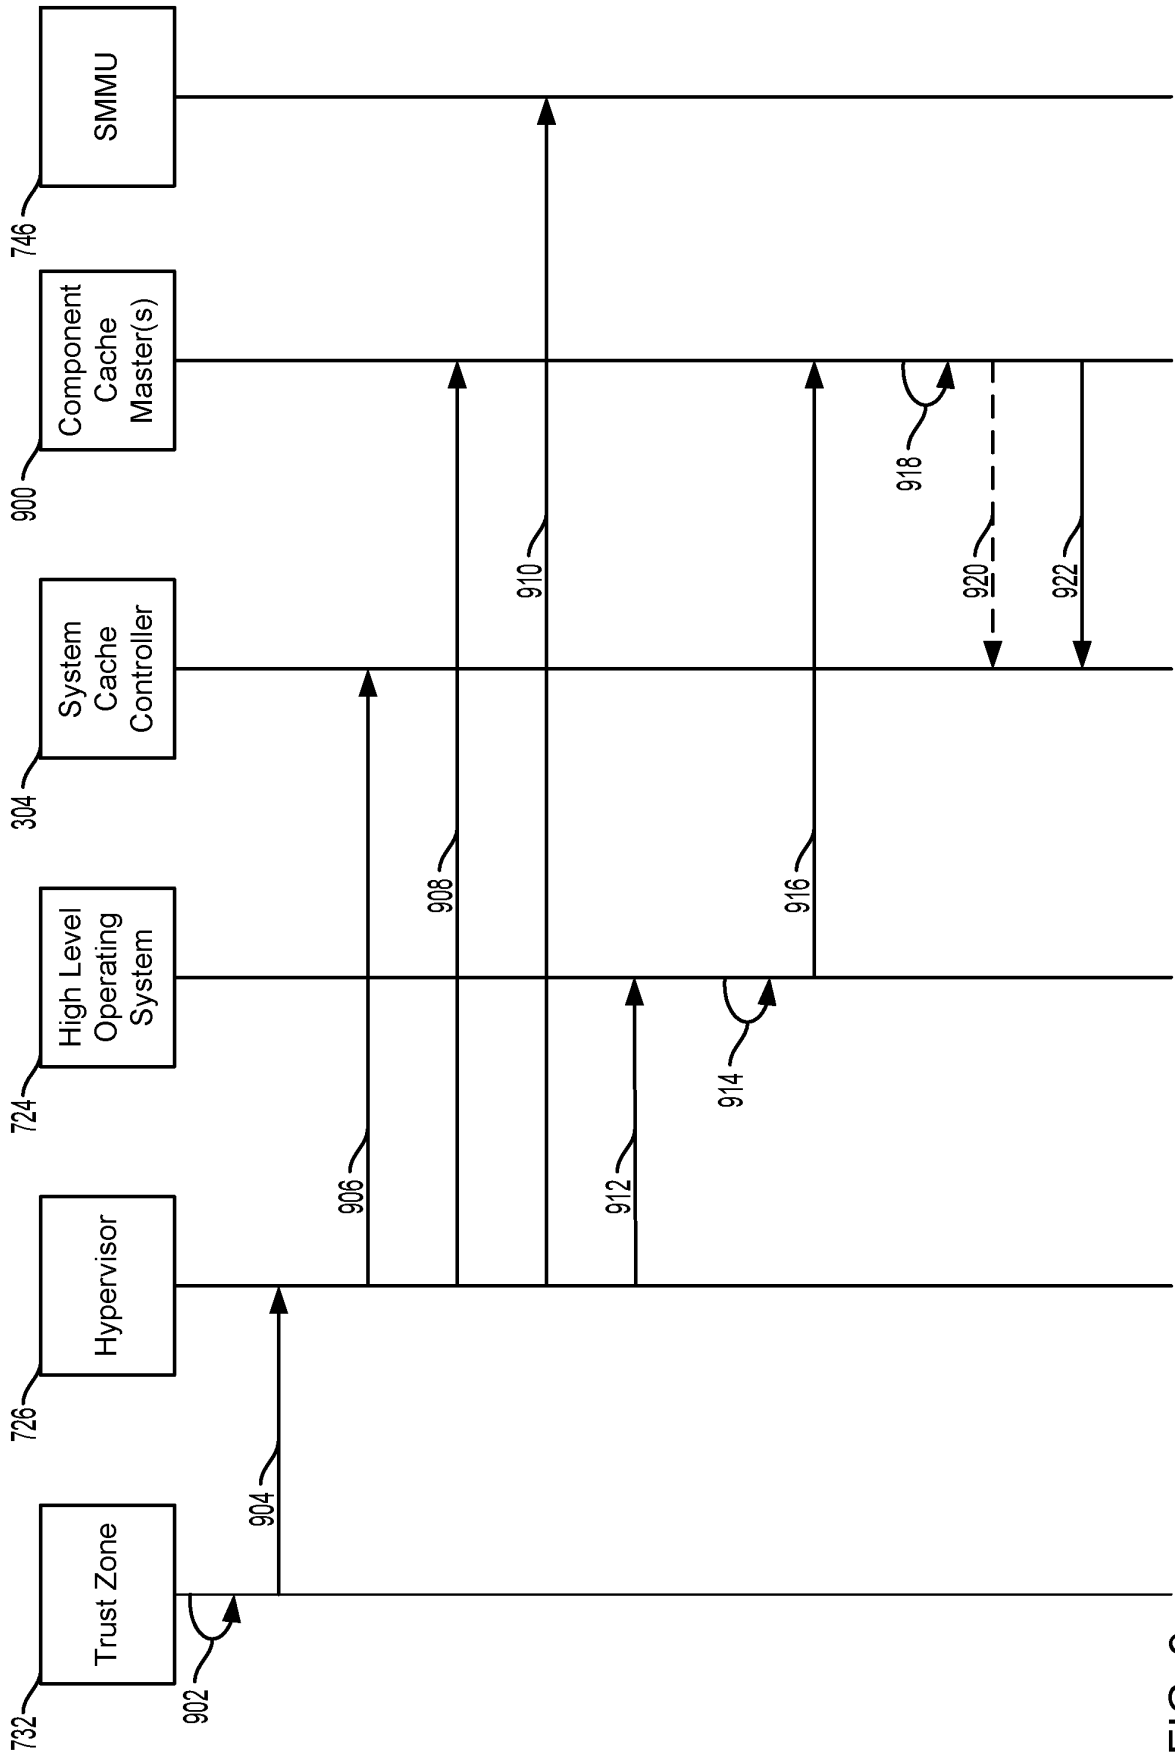 732
Trust Zone
726
Hypervisor
724
High Level
Operating
System
304
System
Cache
Controller
900
Component
Cache
Master(s)
746
SMMU
902
904
906
908
910
912
914
916
918
920
922
FIG.